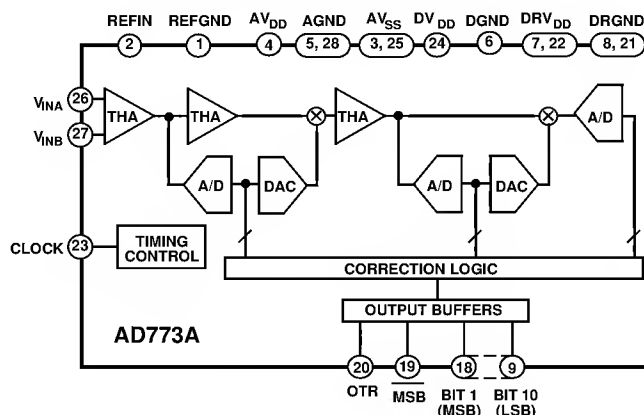 REFIN REFGND AVDD AGND AVSS DVDD DGND DRVDD DRGND
2 1 4 5, 28 3, 25 24 6 7, 22 8, 21
26
VINA
THA THA THA A/D
27
VINB
A/D DAC A/D DAC
CLOCK 23 TIMING CONTROL
CORRECTION LOGIC
OUTPUT BUFFERS
AD773A
20 19 18 9
OTR MSB BIT 1 BIT 10
(MSB) (LSB)